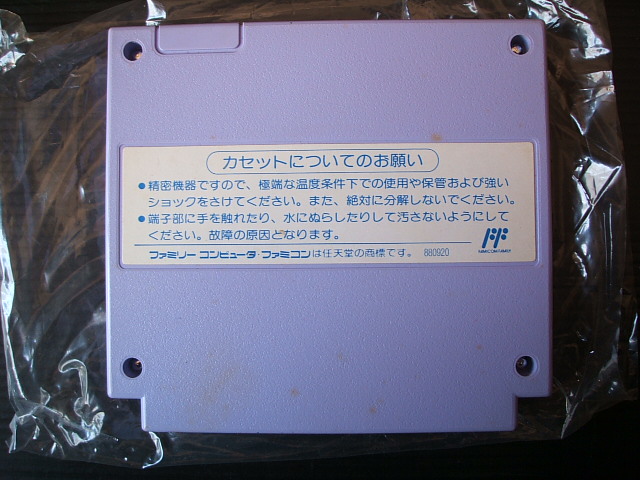 カセットについてのお願い
●精密機器ですので、極端な温度条件下での使用や保管および強い
ショックをさけてください。また、絶対に分解しないでください。
●端子部に手を触れたり、水にぬらしたりして汚さないようにして
ください。故障の原因となります。
ファミリーコンピュータ・ファミコンは任天堂の商標です。 880920
FAMICOM FAMILY